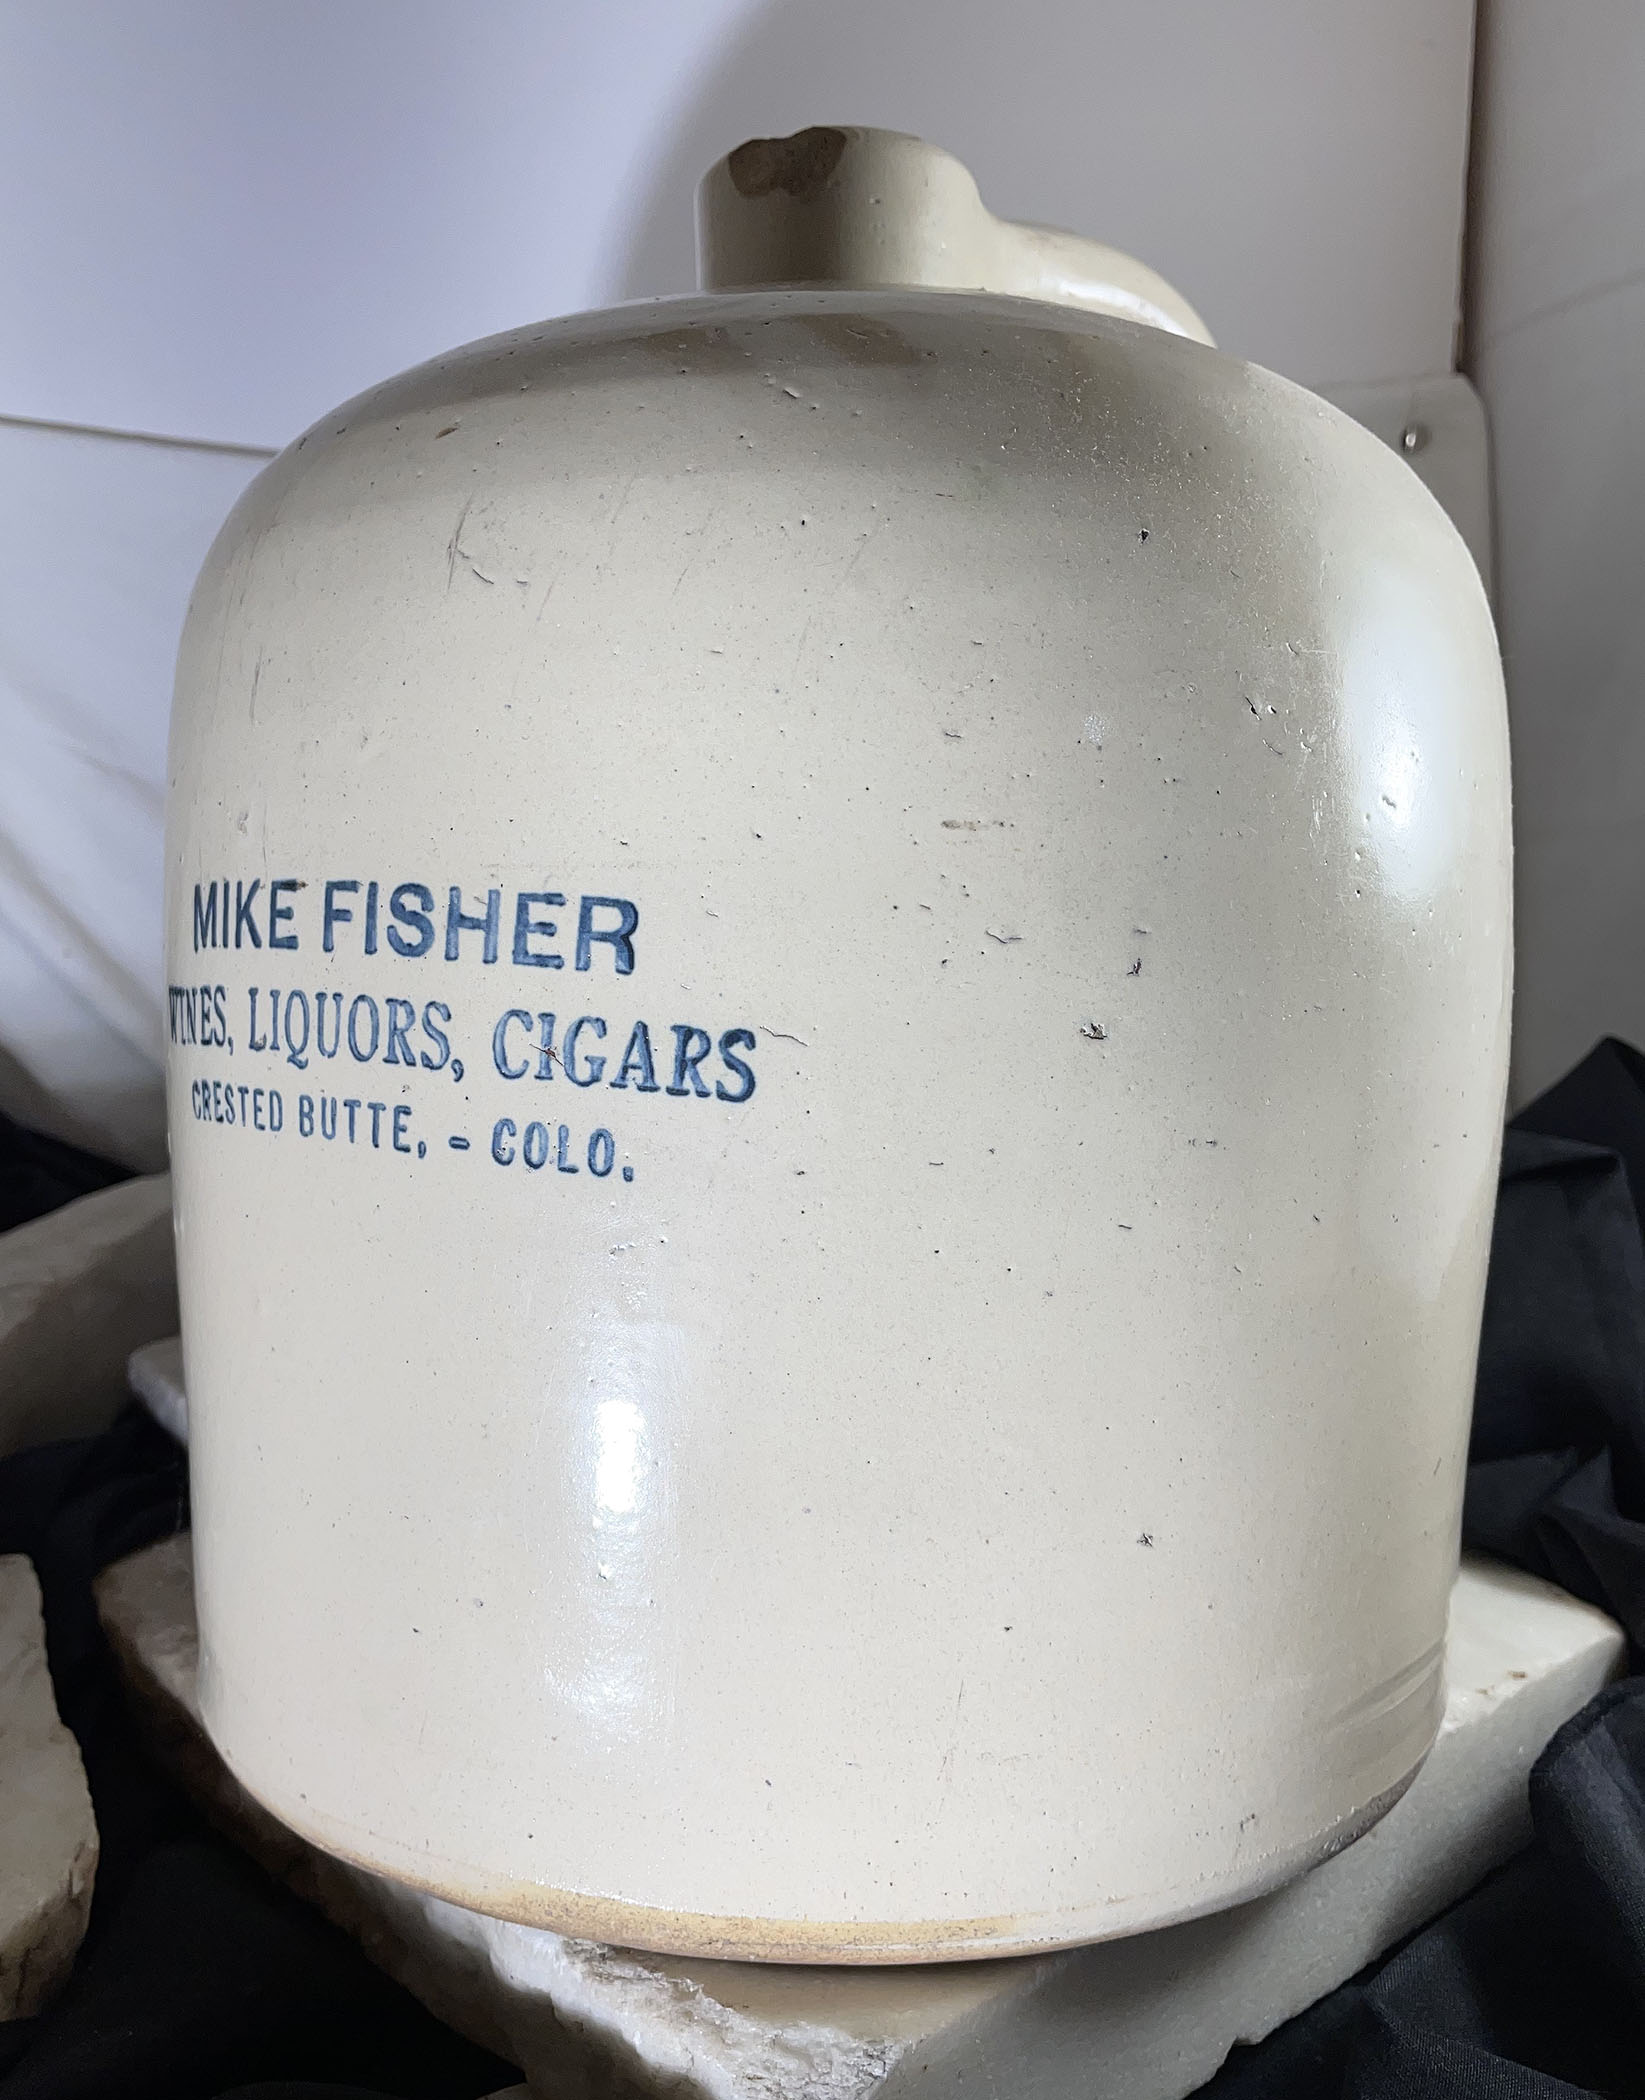 MIKE FISHER
WINES, LIQUORS, CIGARS
CRESTED BUTTE, - COLO.